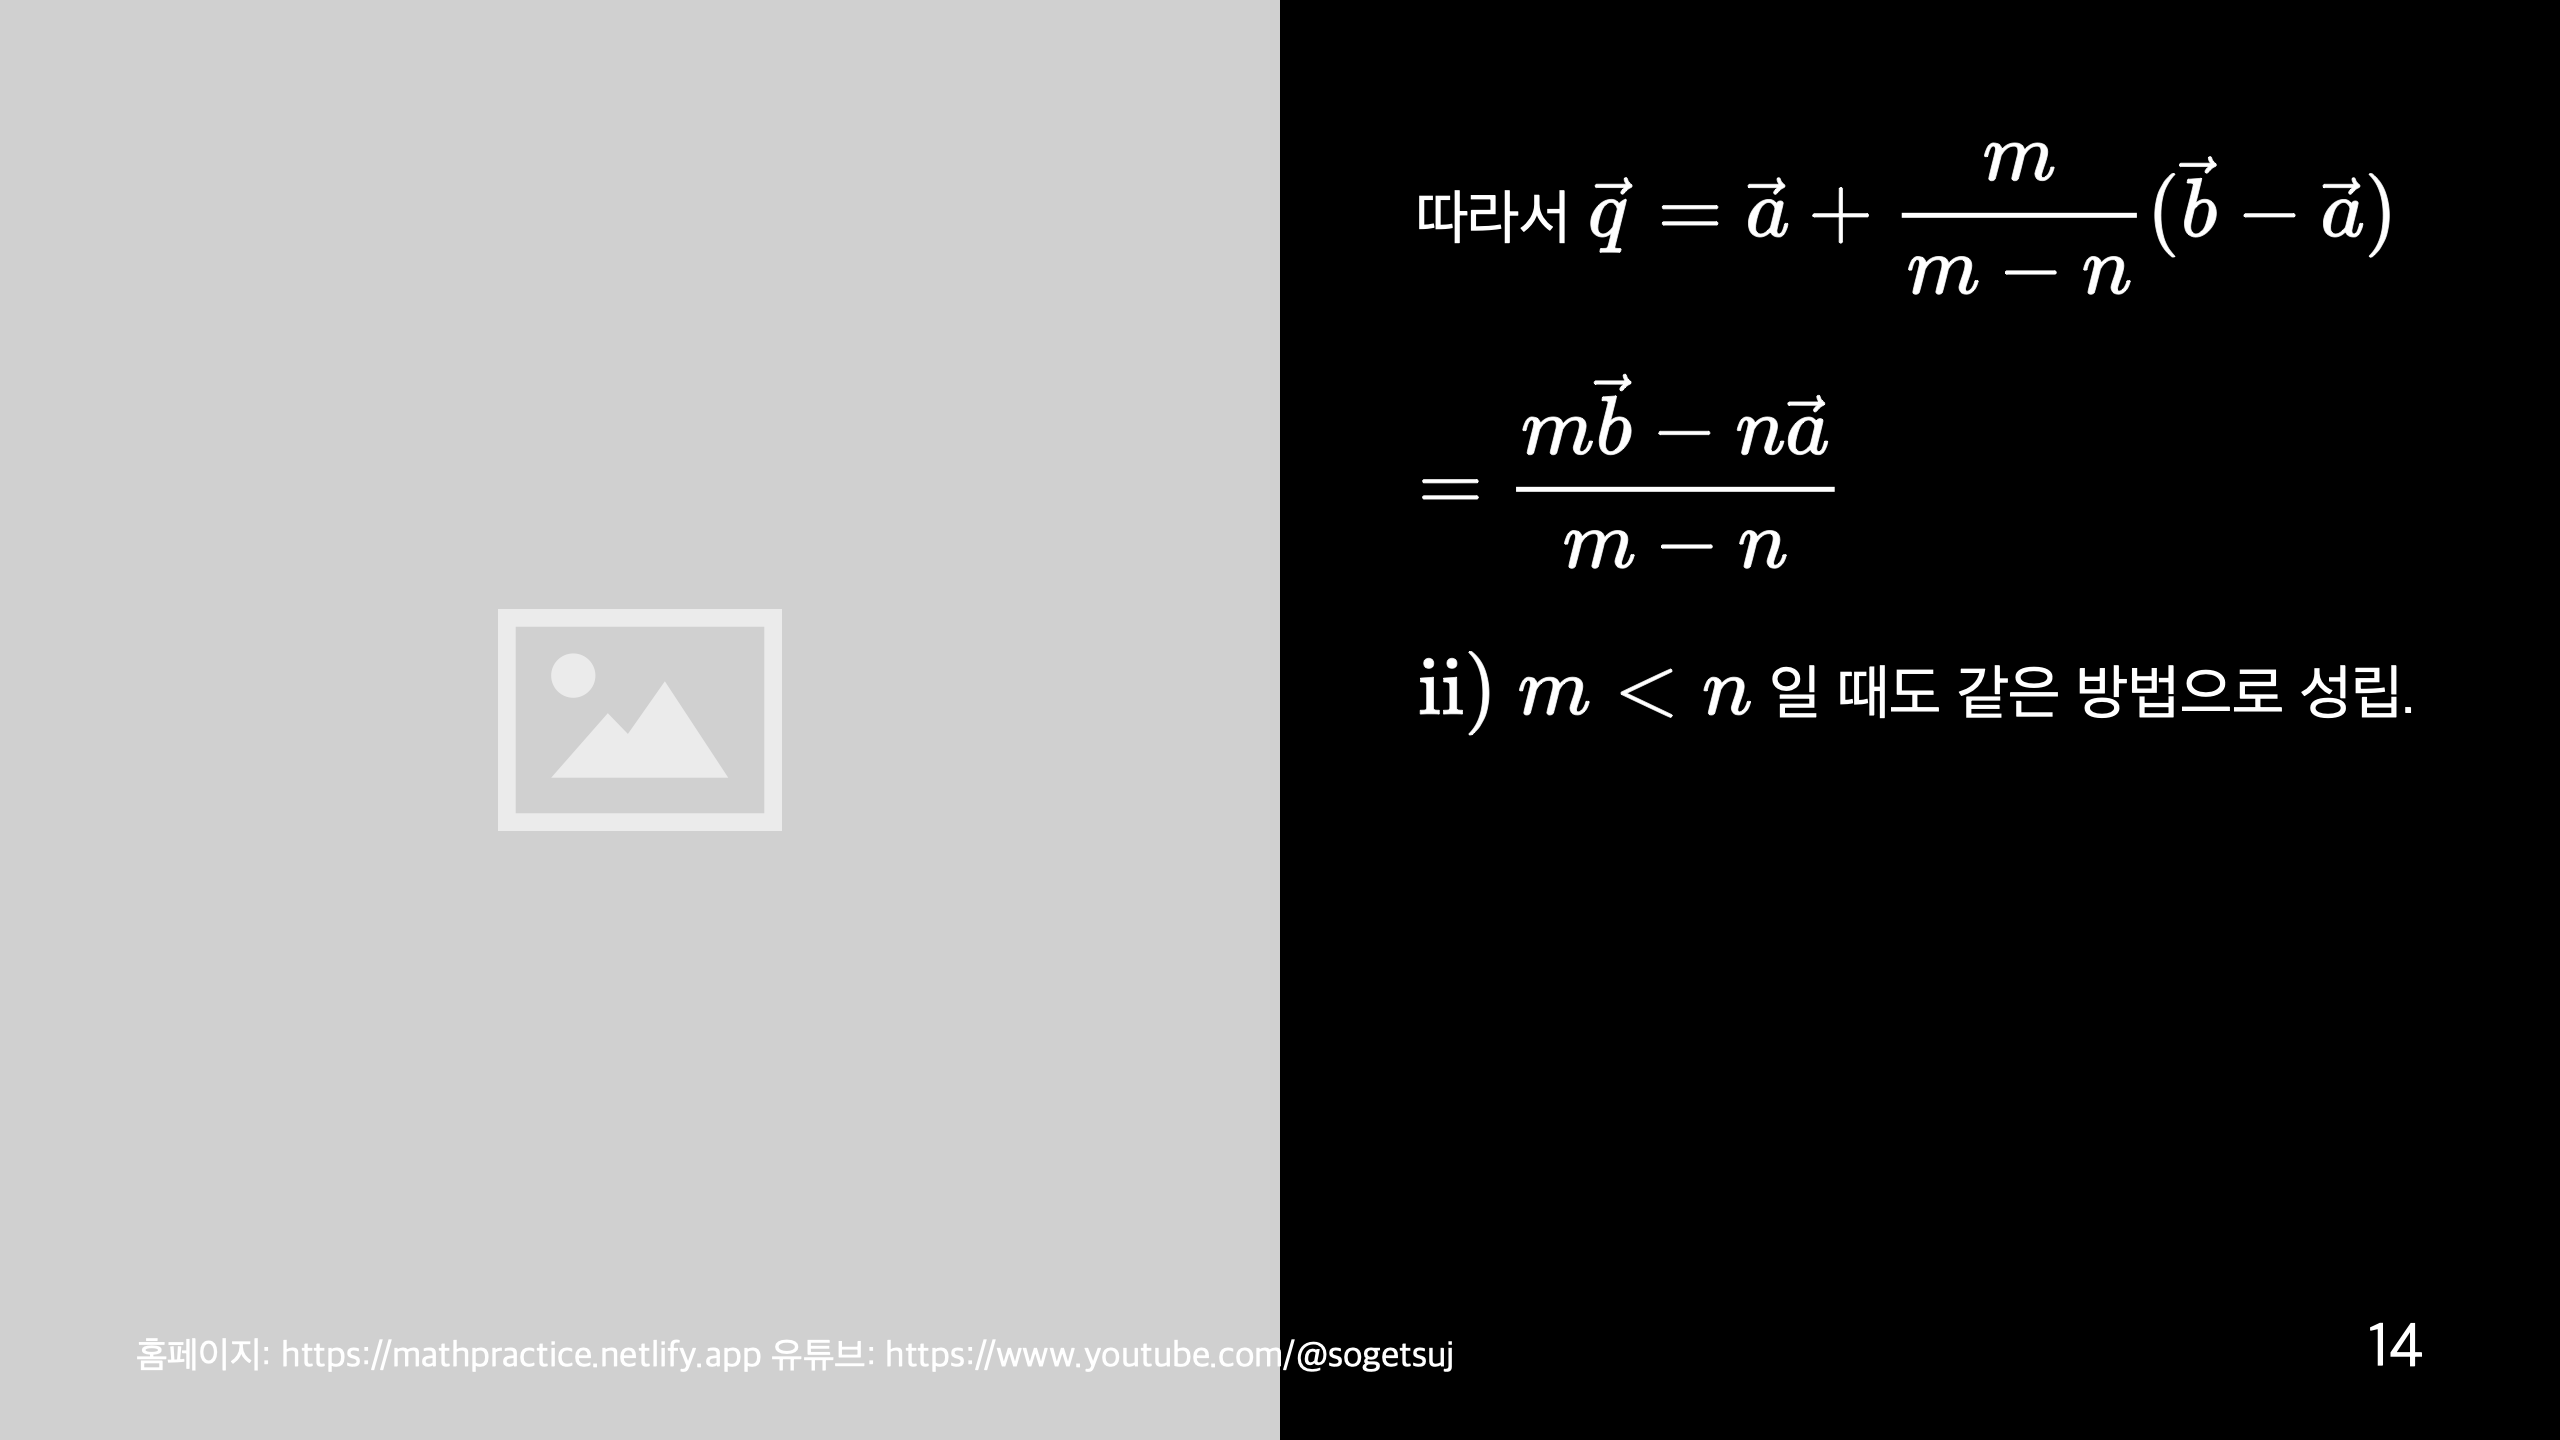 따라서 $\vec{q} = \vec{a} + \dfrac{m}{m-n}(\vec{b} - \vec{a})$
$= \dfrac{m\vec{b} - n\vec{a}}{m-n}$
ii) $m < n$ 일 때도 같은 방법으로 성립.
홈페이지: https://mathpractice.netlify.app 유튜브: https://www.youtube.com/@sogetsuj
14